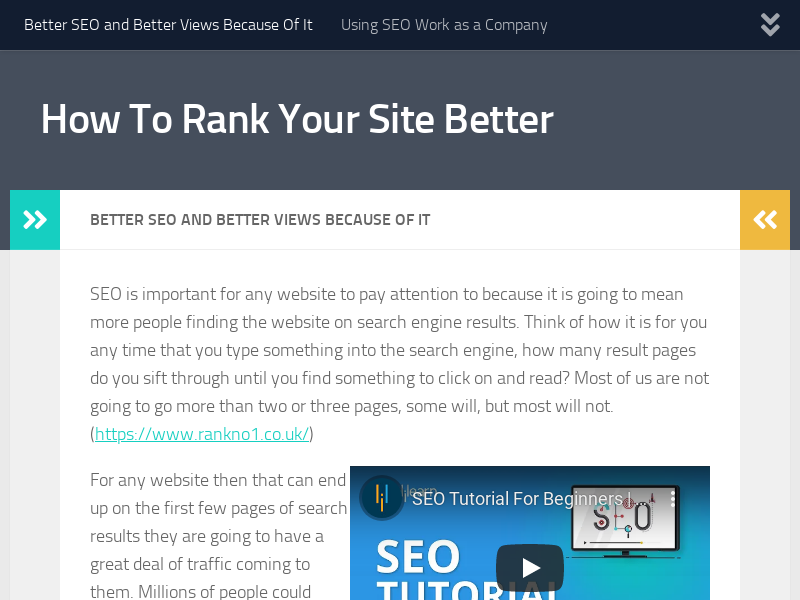 Better SEO and Better Views Because Of It
Using SEO Work as a Company
How To Rank Your Site Better
BETTER SEO AND BETTER VIEWS BECAUSE OF IT
SEO is important for any website to pay attention to because it is going to mean
more people finding the website on search engine results. Think of how it is for you
any time that you type something into the search engine, how many result pages
do you sift through until you find something to click on and read? Most of us are not
going to go more than two or three pages, some will, but most will not.
(https://www.rankno1.co.uk/)
For any website then that can end
up on the first few pages of search
results they are going to have a
great deal of traffic coming to
them. Millions of people could
SEO Tutorial For Beginners |
SEO
SEO
TUTORIAL